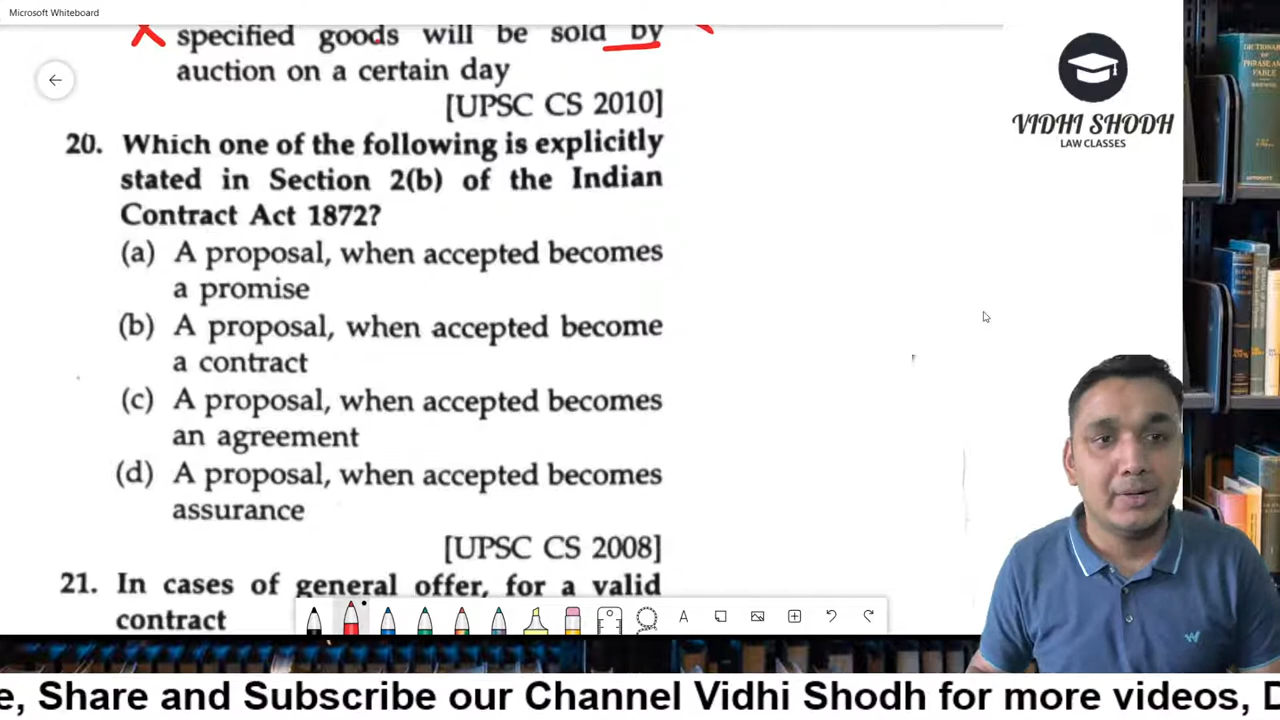 Microsoft Whiteboard
specified goods will be sold by
auction on a certain day
[UPSC CS 2010]
VIDHI SHODH
LAW CLASSES
20. Which one of the following is explicitly
stated in Section 2(b) of the Indian
Contract Act 1872?
(a) A proposal, when accepted becomes
a promise
(b) A proposal, when accepted become
a contract
(c) A proposal, when accepted becomes
an agreement
(d) A proposal, when accepted becomes
assurance
[UPSC CS 2008]
21. In cases of general offer, for a valid
contract
e, Share and Subscribe our Channel Vidhi Shodh for more videos, D